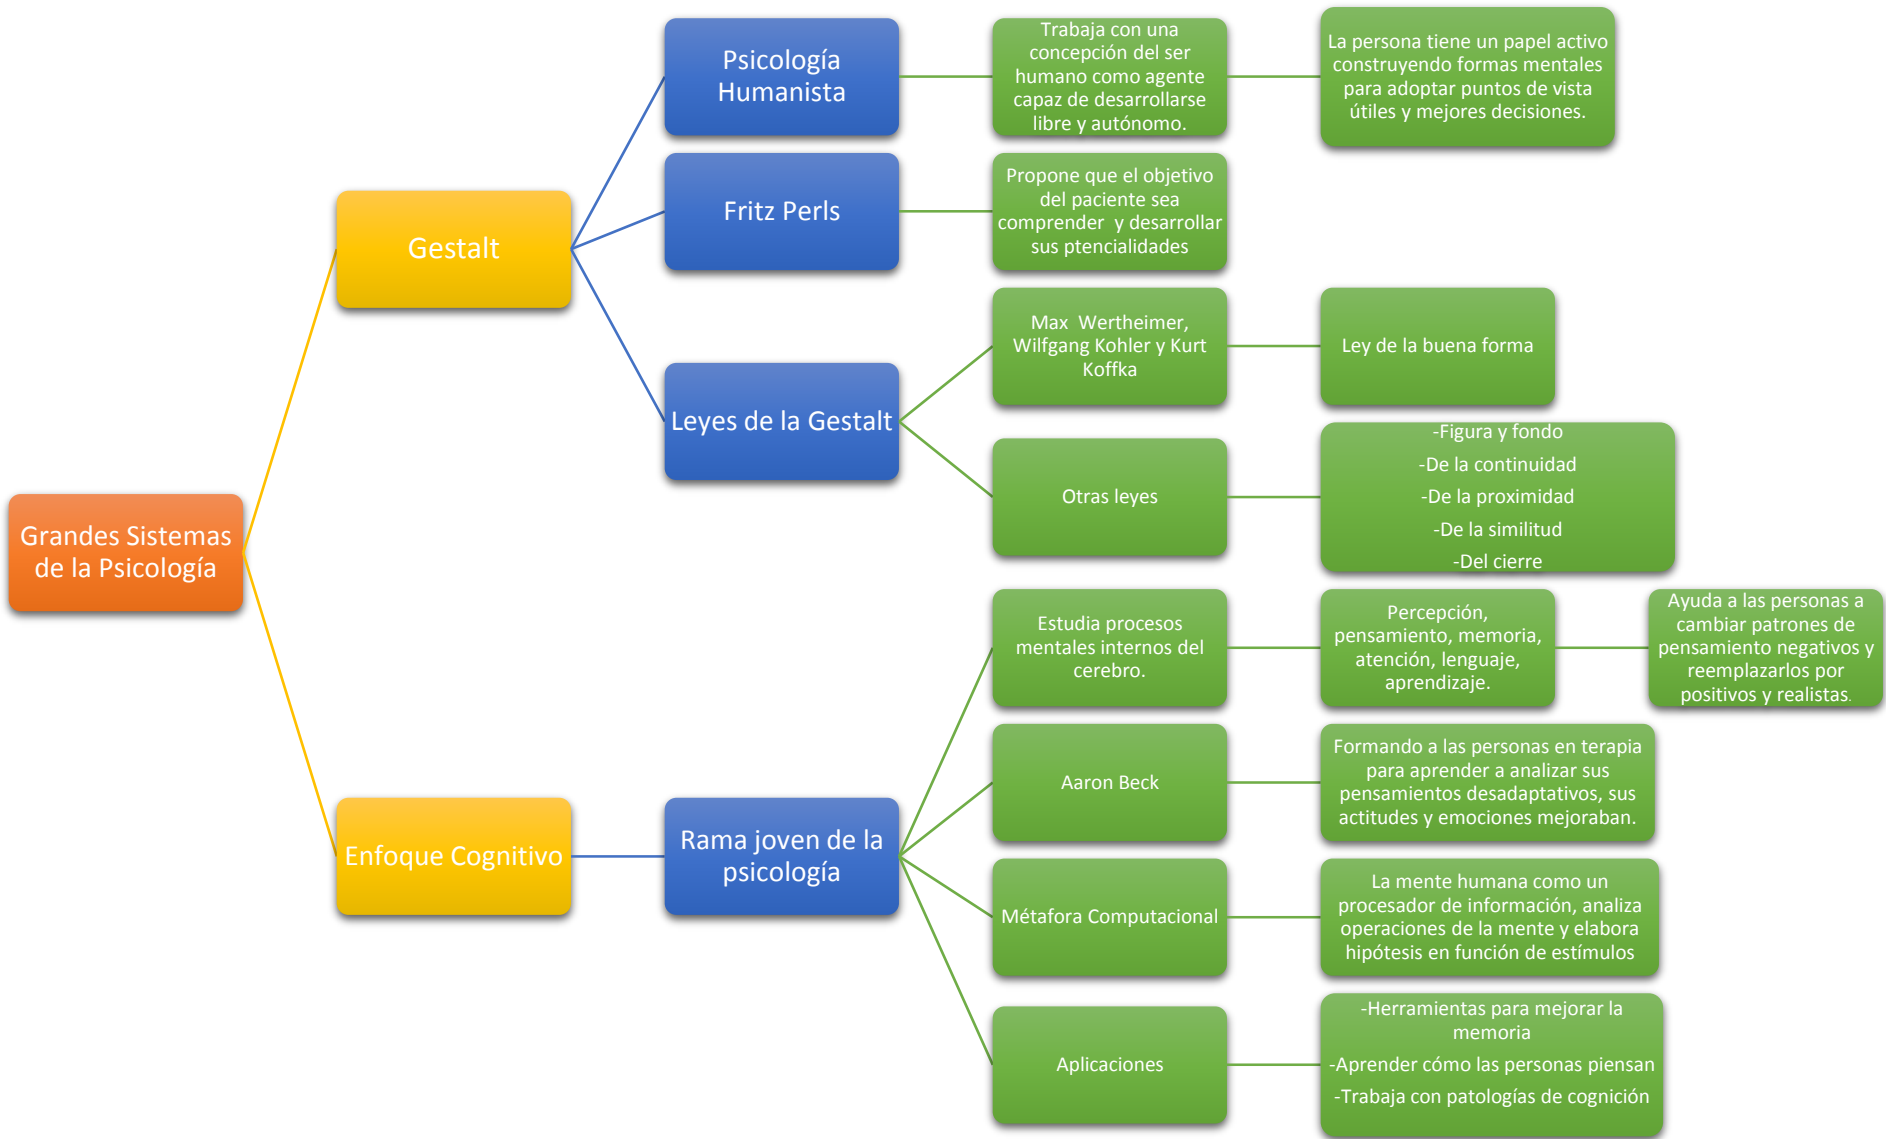 Grandes Sistemas
de la Psicología
Gestalt
Psicología
Humanista
Trabaja con una
concepción del ser
humano como agente
capaz de desarrollarse
libre y autónomo.
La persona tiene un papel activo
construyendo formas mentales
para adoptar puntos de vista
útiles y mejores decisiones.
Fritz Perls
Propone que el objetivo
del paciente sea
comprender y desarrollar
sus ptencialidades
Leyes de la Gestalt
Max Wertheimer,
Wilfgang Kohler y Kurt
Koffka
Ley de la buena forma
Otras leyes
-Figura y fondo
-De la continuidad
-De la proximidad
-De la similitud
-Del cierre
Enfoque Cognitivo
Rama joven de la
psicología
Estudia procesos
mentales internos del
cerebro.
Percepción,
pensamiento, memoria,
atención, lenguaje,
aprendizaje.
Ayuda a las personas a
cambiar patrones de
pensamiento negativos y
reemplazarlos por
positivos y realistas.
Aaron Beck
Formando a las personas en terapia
para aprender a analizar sus
pensamientos desadaptativos, sus
actitudes y emociones mejoraban.
Métafora Computacional
La mente humana como un
procesador de información, analiza
operaciones de la mente y elabora
hipótesis en función de estímulos
Aplicaciones
-Herramientas para mejorar la
memoria
-Aprender cómo las personas piensan
-Trabaja con patologías de cognición